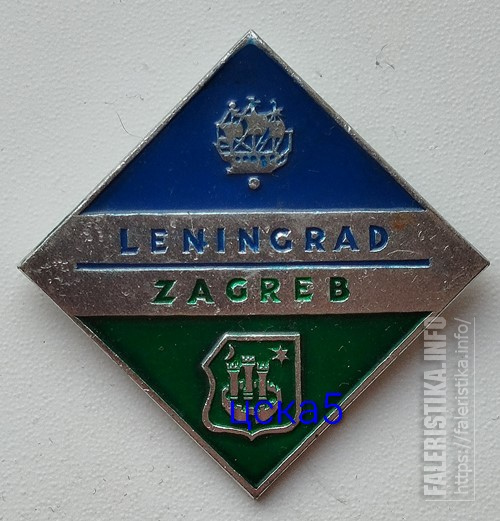 LENINGRAD
ZAGREB
цска5
FALERISTIKA.INFO
https://faleristika.info/